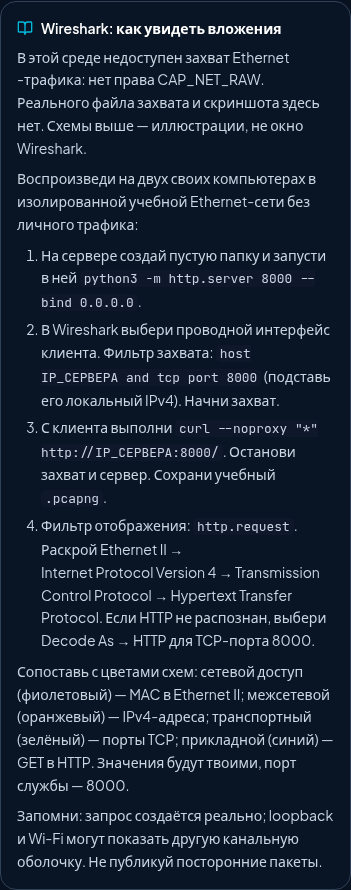 Wireshark: как увидеть вложения
В этой среде недоступен захват Ethernet
-трафика: нет права CAP_NET_RAW.
Реального файла захвата и скриншота здесь
нет. Схемы выше — иллюстрации, не окно
Wireshark.
Воспроизведи на двух своих компьютерах в
изолированной учебной Ethernet-сети без
личного трафика:
1. На сервере создай пустую папку и запусти
в ней python3 -m http.server 8000 --
bind 0.0.0.0 .
2. В Wireshark выбери проводной интерфейс
клиента. Фильтр захвата: host
IP_СЕРВЕРА and tcp port 8000 (подставь
его локальный IPv4). Начни захват.
3. С клиента выполни curl --noproxy "*"
http://IP_СЕРВЕРА:8000/ . Останови
захват и сервер. Сохрани учебный
.pcapng .
4. Фильтр отображения: http.request .
Раскрой Ethernet II →
Internet Protocol Version 4 → Transmission
Control Protocol → Hypertext Transfer
Protocol. Если HTTP не распознан, выбери
Decode As → HTTP для TCP-порта 8000.
Сопоставь с цветами схем: сетевой доступ
(фиолетовый) — MAC в Ethernet II; межсетевой
(оранжевый) — IPv4-адреса; транспортный
(зелёный) — порты TCP; прикладной (синий) —
GET в HTTP. Значения будут твоими, порт
службы — 8000.
Запомни: запрос создаётся реально; loopback
и Wi-Fi могут показать другую канальную
оболочку. Не публикуй посторонние пакеты.